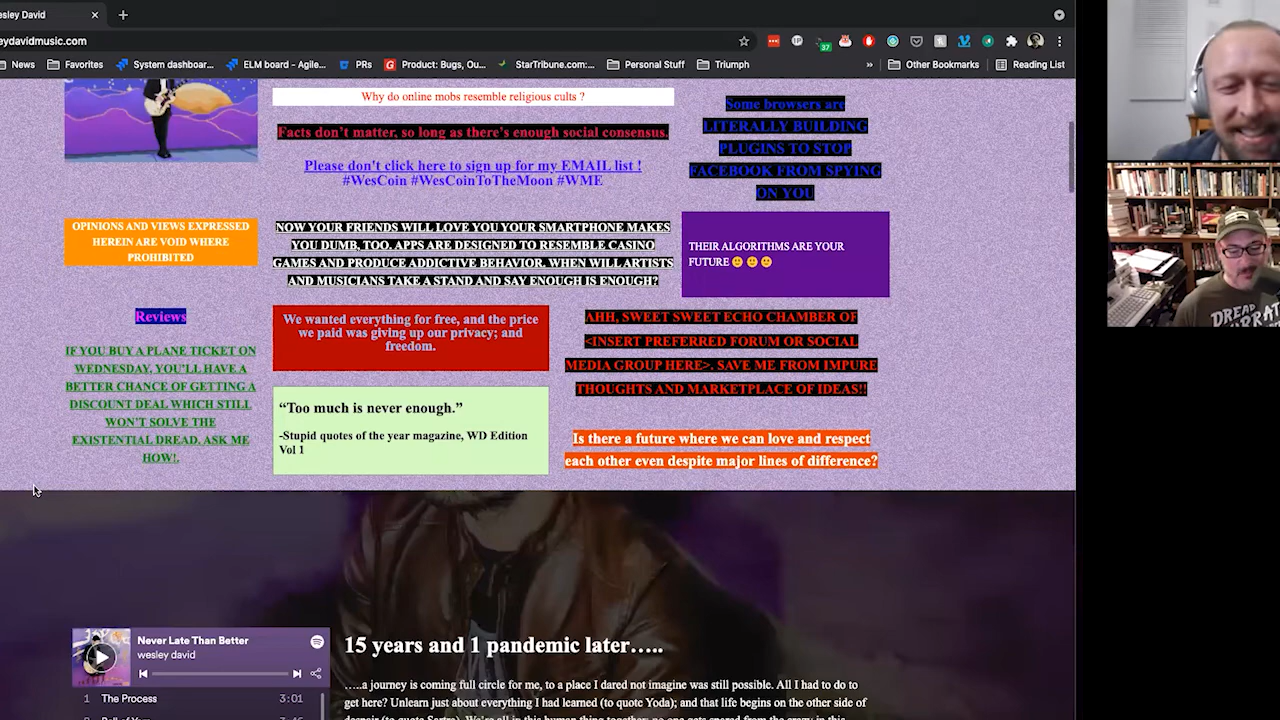 esley David
eydavidmusic.com
37
News
Favorites
System dashboar...
ELM board - Agile...
PRs
Product: Bugs, Ou...
StarTribune.com:...
Personal Stuff
Triumph
»
Other Bookmarks
Reading List
Why do online mobs resemble religious cults ?
Facts don't matter, so long as there's enough social consensus.
Please don't click here to sign up for my EMAIL list !
#WesCoin #WesCoinToTheMoon #WME
Some browsers are
LITERALLY BUILDING
PLUGINS TO STOP
FACEBOOK FROM SPYING
ON YOU
OPINIONS AND VIEWS EXPRESSED
HEREIN ARE VOID WHERE
PROHIBITED
NOW YOUR FRIENDS WILL LOVE YOU YOUR SMARTPHONE MAKES
YOU DUMB, TOO. APPS ARE DESIGNED TO RESEMBLE CASINO
GAMES AND PRODUCE ADDICTIVE BEHAVIOR. WHEN WILL ARTISTS
AND MUSICIANS TAKE A STAND AND SAY ENOUGH IS ENOUGH?
THEIR ALGORITHMS ARE YOUR
FUTURE
Reviews
IF YOU BUY A PLANE TICKET ON
WEDNESDAY, YOU'LL HAVE A
BETTER CHANCE OF GETTING A
DISCOUNT DEAL WHICH STILL
WON'T SOLVE THE
EXISTENTIAL DREAD. ASK ME
HOW!.
We wanted everything for free, and the price
we paid was giving up our privacy; and
freedom.
AHH, SWEET SWEET ECHO CHAMBER OF
<INSERT PREFERRED FORUM OR SOCIAL
MEDIA GROUP HERE>. SAVE ME FROM IMPURE
THOUGHTS AND MARKETPLACE OF IDEAS!!
“Too much is never enough.”
-Stupid quotes of the year magazine, WD Edition
Vol 1
Is there a future where we can love and respect
each other even despite major lines of difference?
Never Late Than Better
wesley david
1 The Process 3:01
15 years and 1 pandemic later…..
…..a journey is coming full circle for me, to a place I dared not imagine was still possible. All I had to do to
get here? Unlearn just about everything I had learned (to quote Yoda); and that life begins on the other side of
DREAD